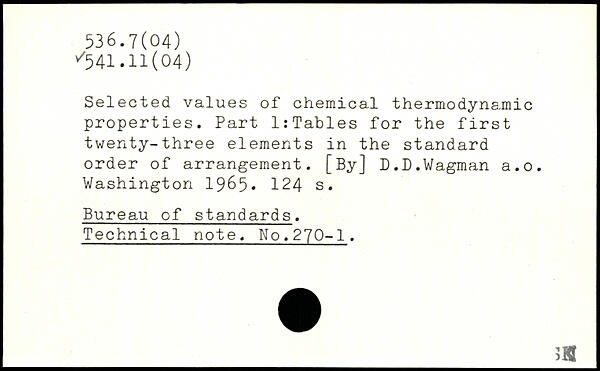 536.7(04)
✓541.11(04)
Selected values of chemical thermodynamic
properties. Part 1:Tables for the first
twenty-three elements in the standard
order of arrangement. [By] D.D.Wagman a.o.
Washington 1965. 124 s.
Bureau of standards.
Technical note. No.270-1.